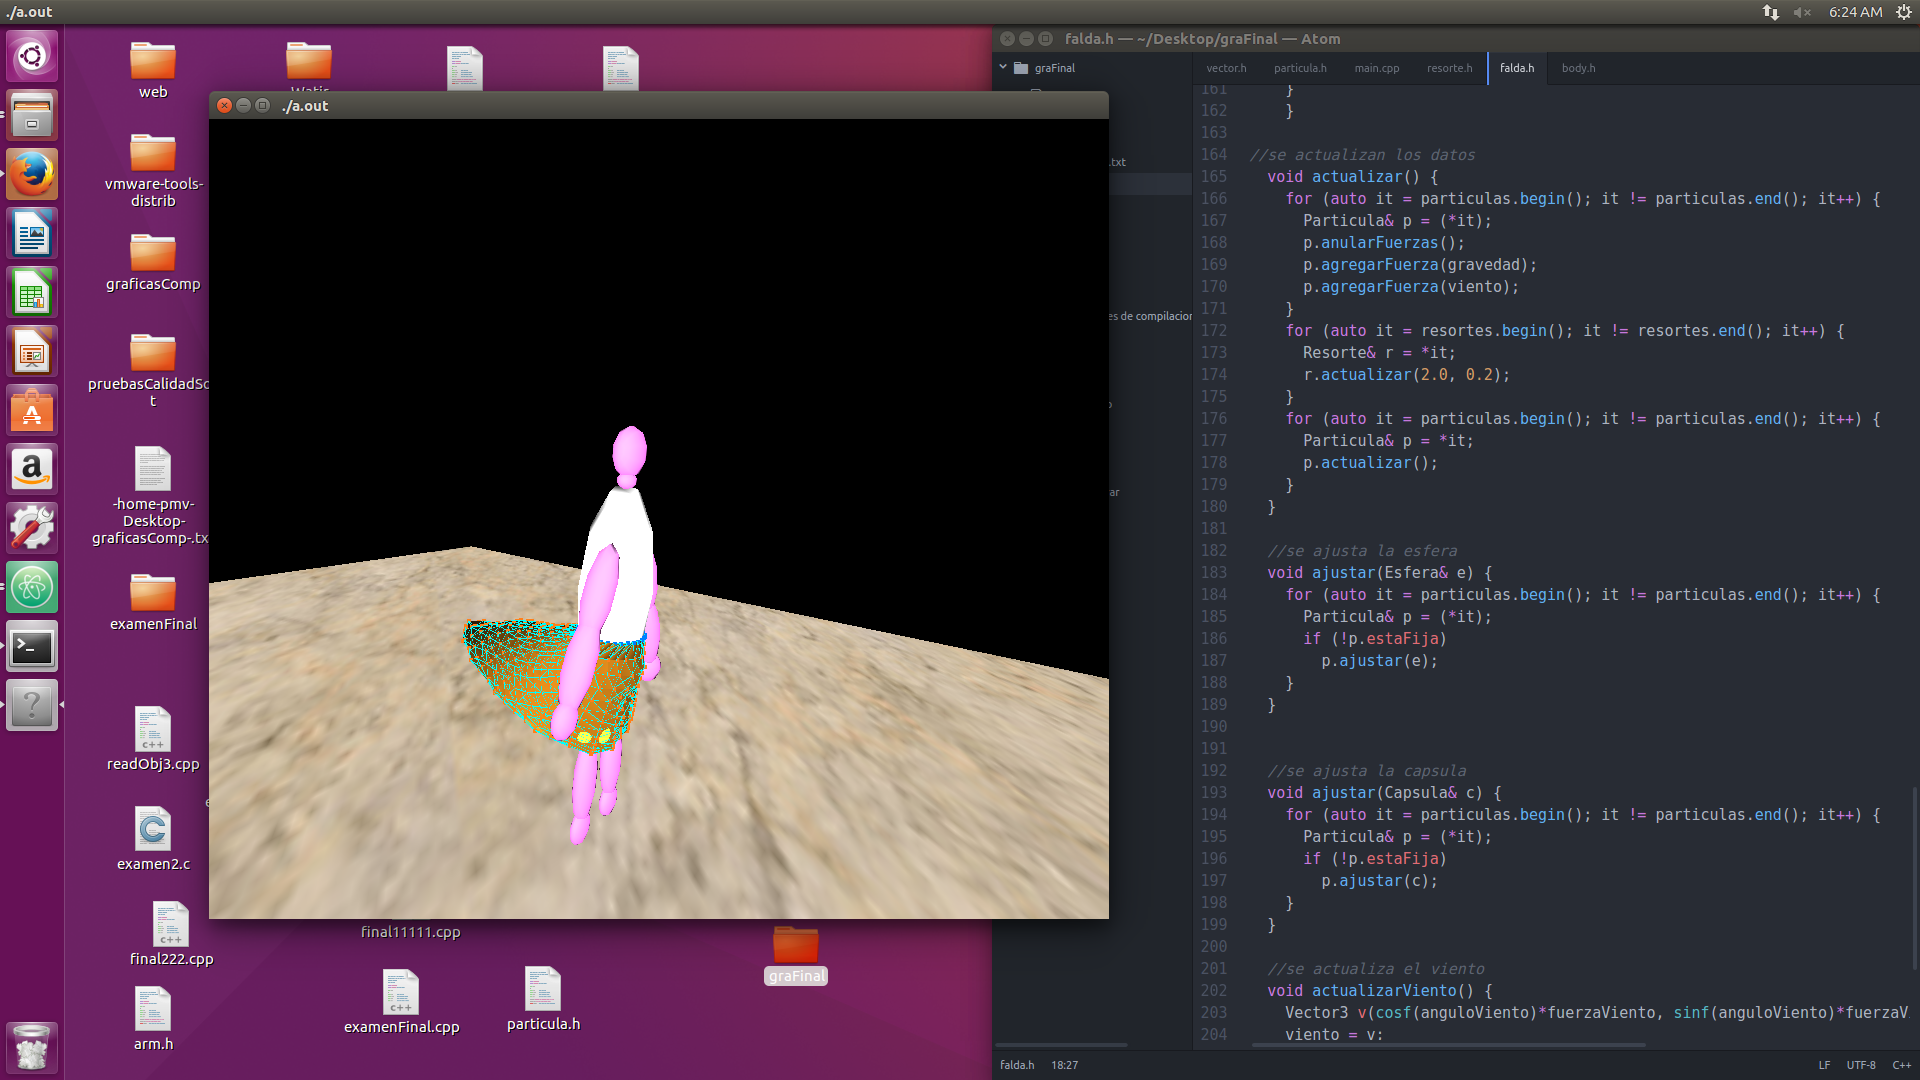 ./a.out
6:24 AM
web
vmware-tools-
distrib
graficasComp
pruebasCalidadSo
t
-home-pmv-
Desktop-
graficasComp-.tx
examenFinal
readObj3.cpp
examen2.c
final222.cpp
arm.h
final11111.cpp
examenFinal.cpp
particula.h
graFinal
./a.out
falda.h — ~/Desktop/graFinal — Atom
graFinal
.txt
es de compilacion
ar
vector.h
particula.h
main.cpp
resorte.h
falda.h
body.h
161 }
162 }
163
164 //se actualizan los datos
165 void actualizar() {
166 for (auto it = particulas.begin(); it != particulas.end(); it++) {
167 Particula& p = (*it);
168 p.anularFuerzas();
169 p.agregarFuerza(gravedad);
170 p.agregarFuerza(viento);
171 }
172 for (auto it = resortes.begin(); it != resortes.end(); it++) {
173 Resorte& r = *it;
174 r.actualizar(2.0, 0.2);
175 }
176 for (auto it = particulas.begin(); it != particulas.end(); it++) {
177 Particula& p = *it;
178 p.actualizar();
179 }
180 }
181
182 //se ajusta la esfera
183 void ajustar(Esfera& e) {
184 for (auto it = particulas.begin(); it != particulas.end(); it++) {
185 Particula& p = (*it);
186 if (!p.estaFija)
187 p.ajustar(e);
188 }
189 }
190
191
192 //se ajusta la capsula
193 void ajustar(Capsula& c) {
194 for (auto it = particulas.begin(); it != particulas.end(); it++) {
195 Particula& p = (*it);
196 if (!p.estaFija)
197 p.ajustar(c);
198 }
199 }
200
201 //se actualiza el viento
202 void actualizarViento() {
203 Vector3 v(cosf(anguloViento)*fuerzaViento, sinf(anguloViento)*fuerzaV
204 viento = v;
falda.h 18:27
LF UTF-8 C++